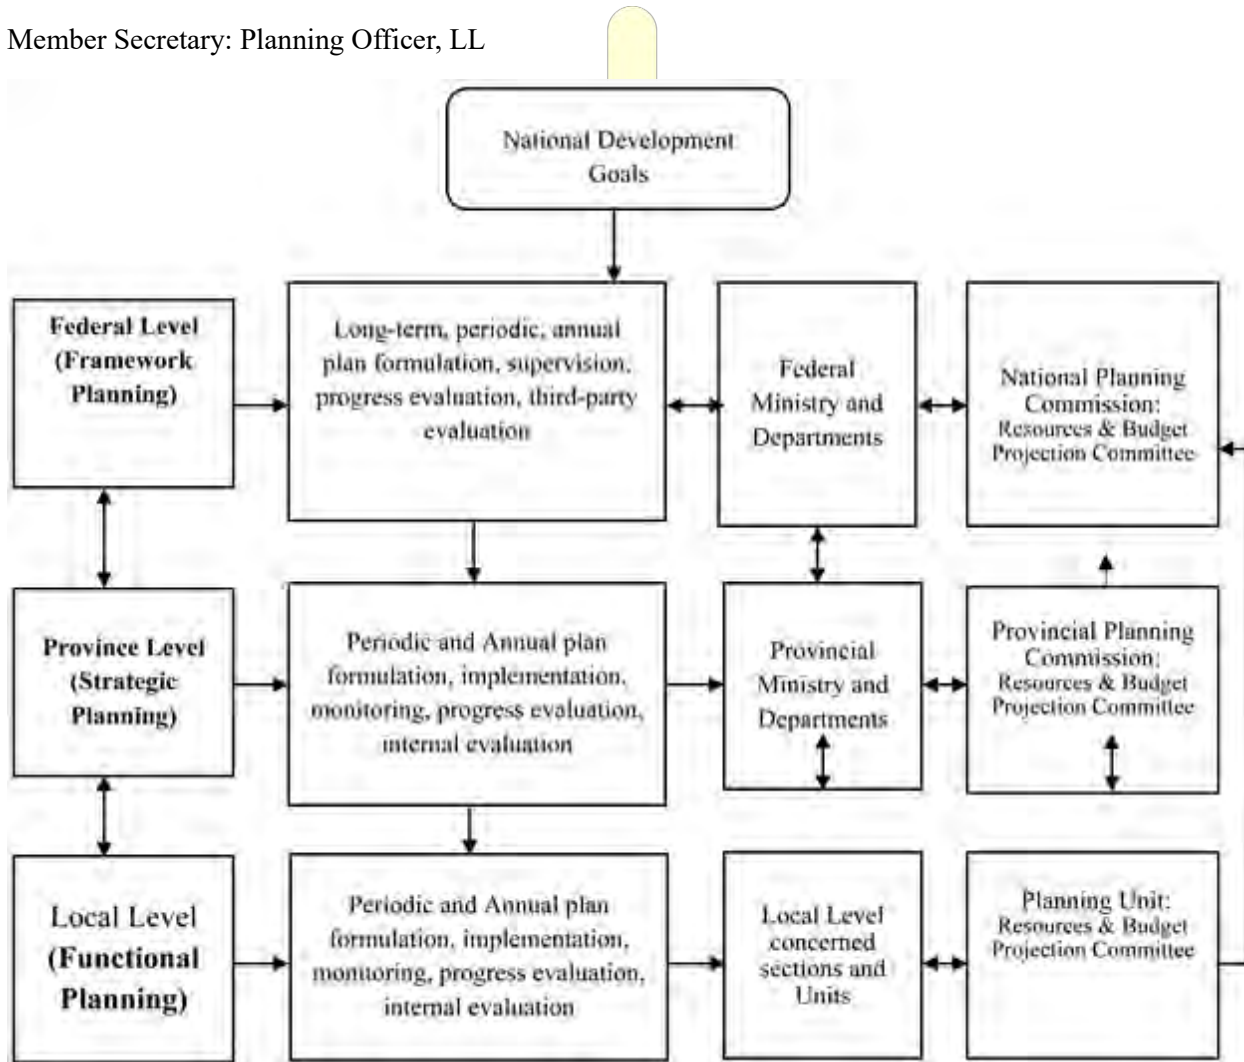 Member Secretary: Planning Officer, LL
National Development
Goals
Federal Level
(Framework
Planning)
Long-term, periodic, annual
plan formulation, supervision,
progress evaluation, third-party
evaluation
Federal
Ministry and
Departments
National Planning
Commission:
Resources & Budget
Projection Committee
Province Level
(Strategic
Planning)
Periodic and Annual plan
formulation, implementation,
monitoring, progress evaluation,
internal evaluation
Provincial
Ministry and
Departments
Provincial Planning
Commission:
Resources & Budget
Projection Committee
Local Level
(Functional
Planning)
Periodic and Annual plan
formulation, implementation,
monitoring, progress evaluation,
internal evaluation
Local Level
concerned
sections and
Units
Planning Unit:
Resources & Budget
Projection Committee